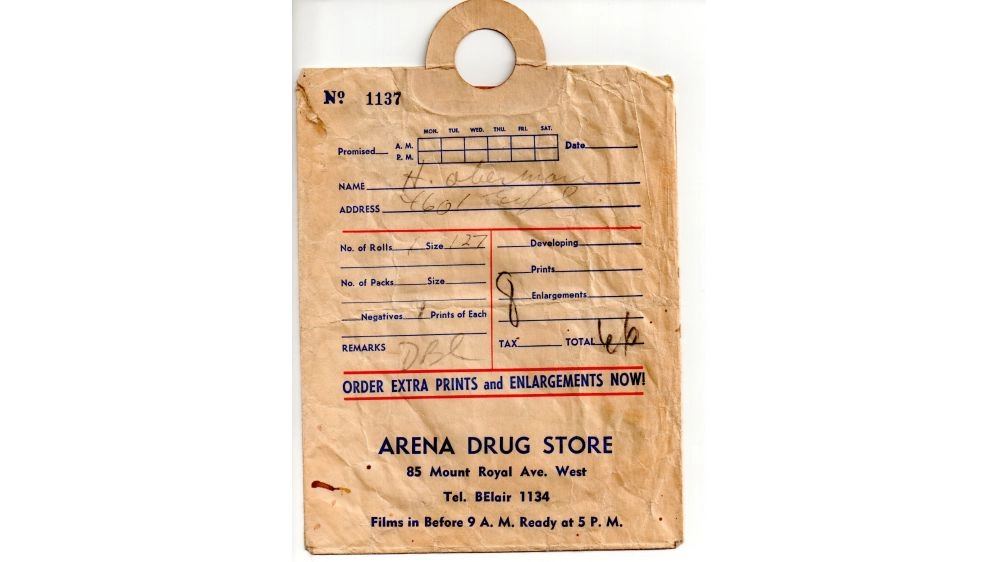 Nº 1137
MON. TUE. WED. THU. FRI. SAT.
Promised A. M. Date
P. M.
NAME H. Oberman
ADDRESS 4601
No. of Rolls 1 Size 127
Developing
Prints
No. of Packs Size
8 Enlargements
Negatives Prints of Each
REMARKS DBL
TAX TOTAL 66
ORDER EXTRA PRINTS and ENLARGEMENTS NOW!
ARENA DRUG STORE
85 Mount Royal Ave. West
Tel. BElair 1134
Films in Before 9 A. M. Ready at 5 P. M.